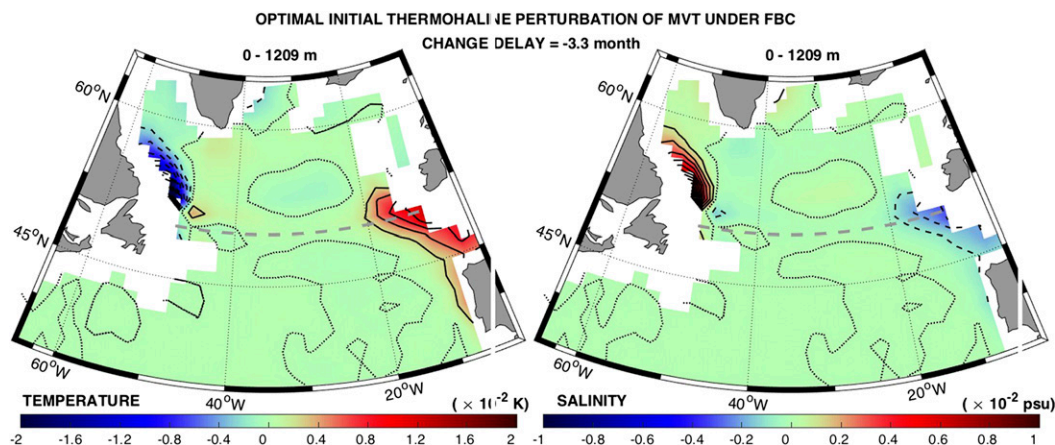 OPTIMAL INITIAL THERMOHALINE PERTURBATION OF MVT UNDER FBC
CHANGE DELAY = -3.3 month
0 - 1209 m
0 - 1209 m
60°N
60°N
45°N
45°N
60°W
40°W
20°W
60°W
40°W
20°W
TEMPERATURE
( × 10⁻² K)
SALINITY
( × 10⁻² psu)
-2 -1.6 -1.2 -0.8 -0.4 0 0.4 0.8 1.2 1.6 2
-1 -0.8 -0.6 -0.4 -0.2 0 0.2 0.4 0.6 0.8 1